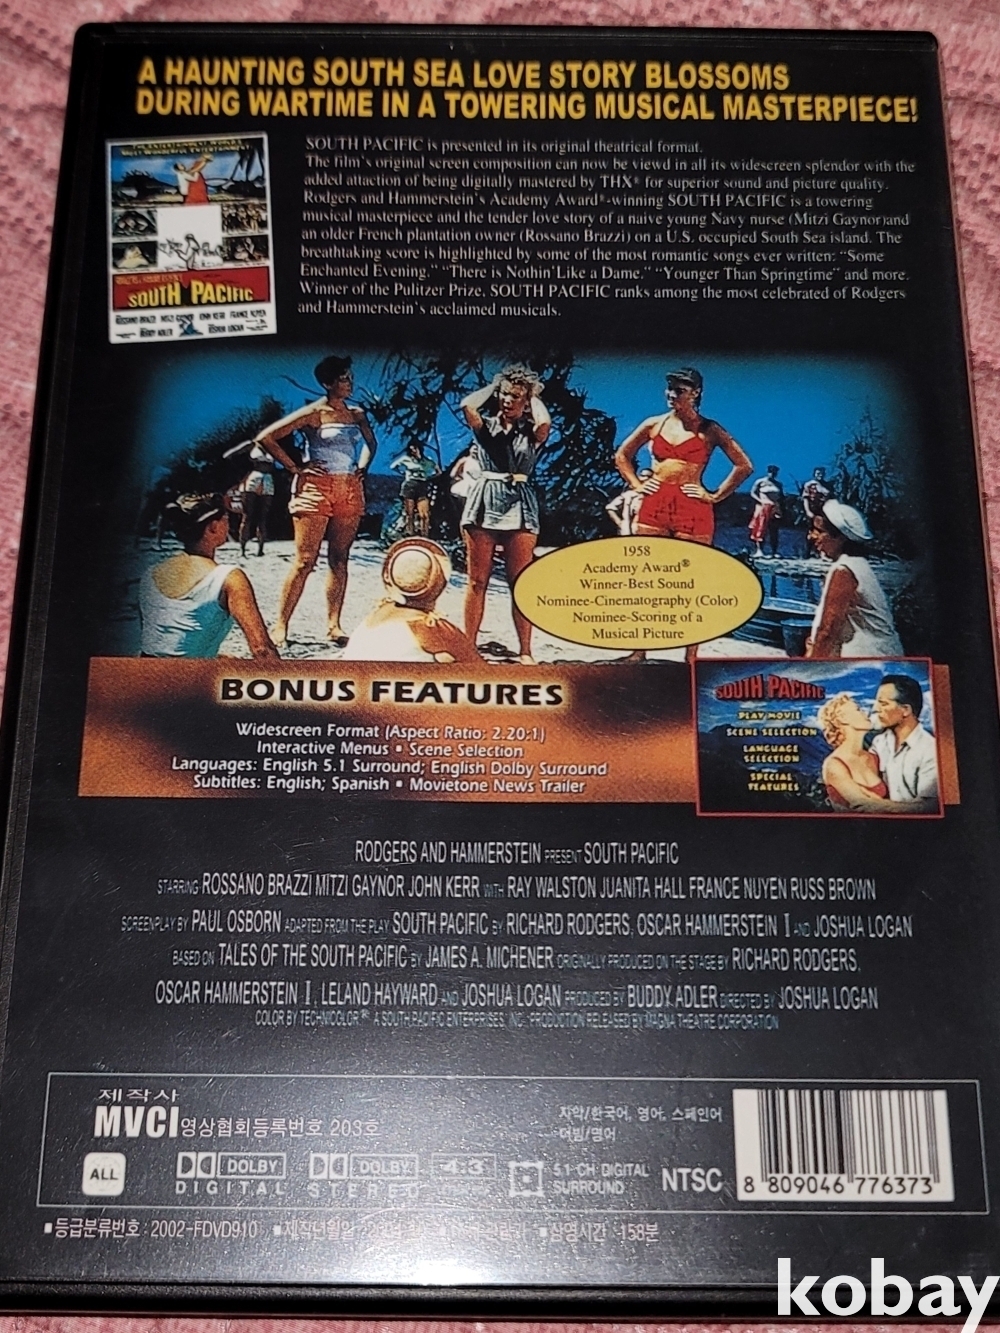 A HAUNTING SOUTH SEA LOVE STORY BLOSSOMS
DURING WARTIME IN A TOWERING MUSICAL MASTERPIECE!
SOUTH PACIFIC is presented in its original theatrical format.
The film's original screen composition can now be viewd in all its widescreen splendor with the
added attaction of being digitally mastered by THX® for superior sound and picture quality.
Rodgers and Hammerstein's Academy Award®-winning SOUTH PACIFIC is a towering
musical masterpiece and the tender love story of a naive young Navy nurse (Mitzi Gaynor)and
an older French plantation owner (Rossano Brazzi) on a U.S. occupied South Sea island. The
breathtaking score is highlighted by some of the most romantic songs ever written: "Some
Enchanted Evening." "There is Nothin' Like a Dame." "Younger Than Springtime" and more.
Winner of the Pulitzer Prize, SOUTH PACIFIC ranks among the most celebrated of Rodgers
and Hammerstein's acclaimed musicals.
SOUTH PACIFIC
1958
Academy Award®
Winner-Best Sound
Nominee-Cinematography (Color)
Nominee-Scoring of a
Musical Picture
BONUS FEATURES
Widescreen Format (Aspect Ratio: 2.20:1)
Interactive Menus ▪ Scene Selection
Languages: English 5.1 Surround; English Dolby Surround
Subtitles: English; Spanish ▪ Movietone News Trailer
SOUTH PACIFIC
PLAY MOVIE
SCENE SELECTION
LANGUAGE
SELECTION
SPECIAL
FEATURES
RODGERS AND HAMMERSTEIN PRESENT SOUTH PACIFIC
STARRING ROSSANO BRAZZI MITZI GAYNOR JOHN KERR WITH RAY WALSTON JUANITA HALL FRANCE NUYEN RUSS BROWN
SCREENPLAY BY PAUL OSBORN ADAPTED FROM THE PLAY SOUTH PACIFIC BY RICHARD RODGERS, OSCAR HAMMERSTEIN I AND JOSHUA LOGAN
BASED ON TALES OF THE SOUTH PACIFIC BY JAMES A. MICHENER ORIGINALLY PRODUCED ON THE STAGE BY RICHARD RODGERS,
OSCAR HAMMERSTEIN I, LELAND HAYWARD AND JOSHUA LOGAN PRODUCED BY BUDDY ADLER DIRECTED BY JOSHUA LOGAN
COLOR BY TECHNICOLOR® A SOUTH PACIFIC ENTERPRISES, INC. PRODUCTION RELEASED BY MAGNA THEATRE CORPORATION
제작사
MVCI 영상협회등록번호 203호
자막/한국어, 영어, 스페인어
더빙/영어
ALL
DOLBY
DIGITAL
DOLBY
STEREO
4:3
5.1 CH DIGITAL
SURROUND
NTSC
8 809046 776373
▪등급분류번호 : 2002-FDVD910 ▪제작년월일 ▪상영시간 158분
kobay